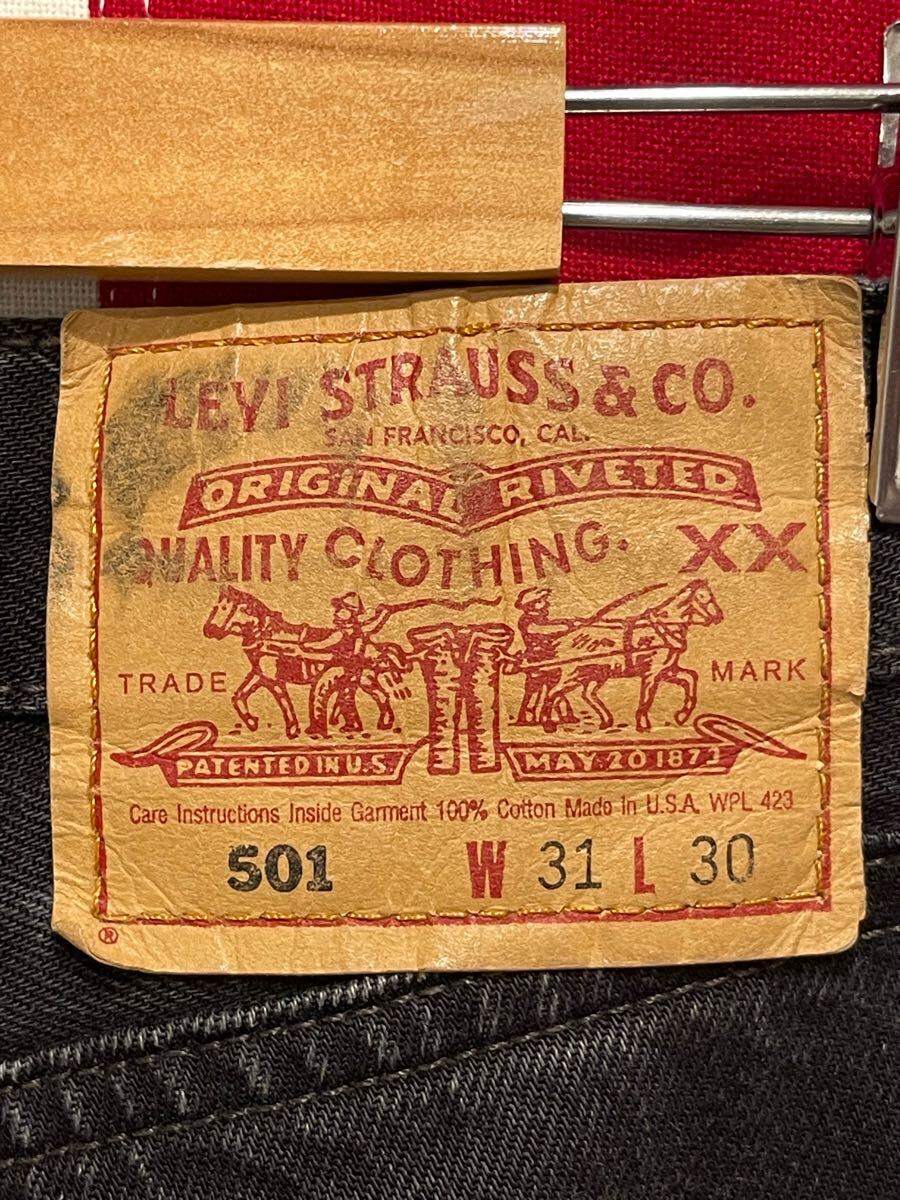 LEVI STRAUSS & CO.
SAN FRANCISCO, CAL.
ORIGINAL RIVETED
QUALITY CLOTHING. XX
TRADE MARK
PATENTED IN U.S. MAY 20 1873
Care Instructions Inside Garment 100% Cotton Made in U.S.A. WPL 423
501 W 31 L 30
®